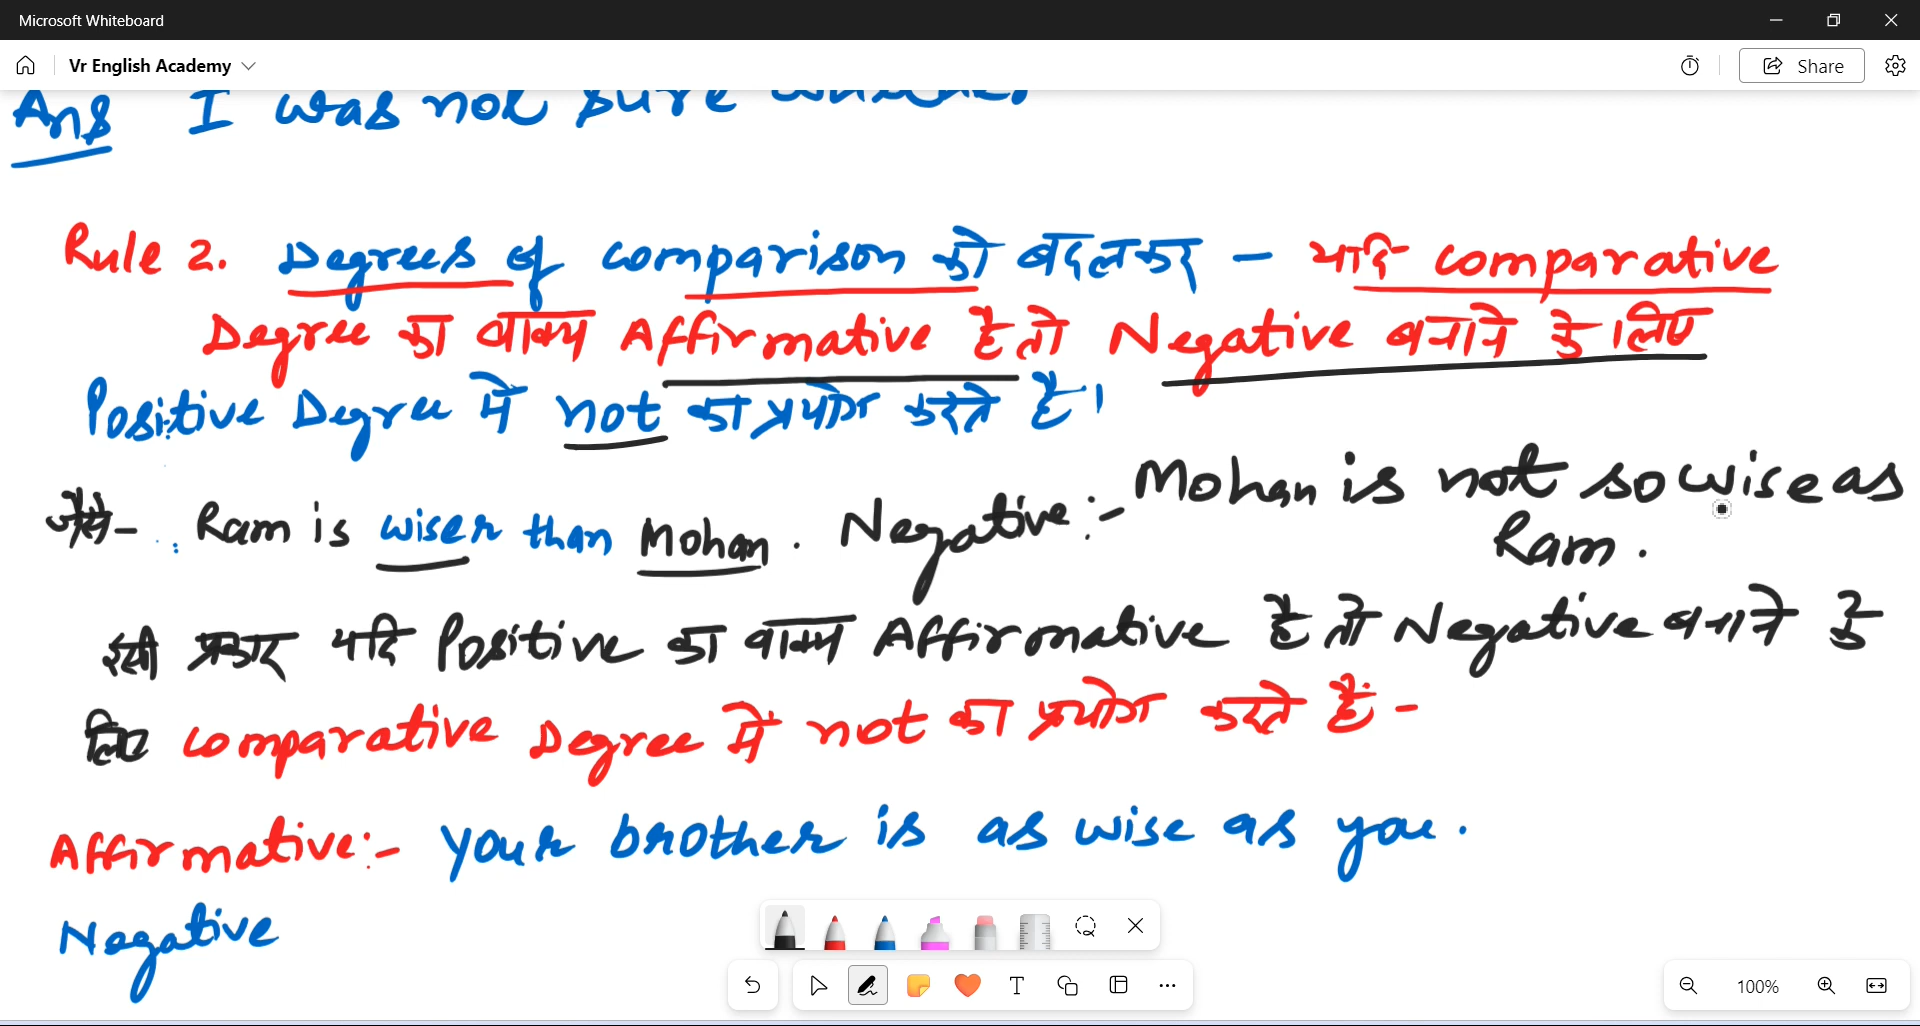 Microsoft Whiteboard
Vr English Academy
Share
Ans I was not sure
Rule 2. Degrees of comparison को बदलकर - यदि comparative
Degree का वाक्य Affirmative है तो Negative बनाने के लिए
Positive Degree में not का प्रयोग करते है।
जैसे- Ram is wiser than Mohan. Negative:- Mohan is not so wise as
Ram.
इसी प्रकार यदि Positive का वाक्य Affirmative है तो Negative बनाने के
लिए comparative Degree में not का प्रयोग करते हैं-
Affirmative:- your brother is as wise as you.
Negative
100%